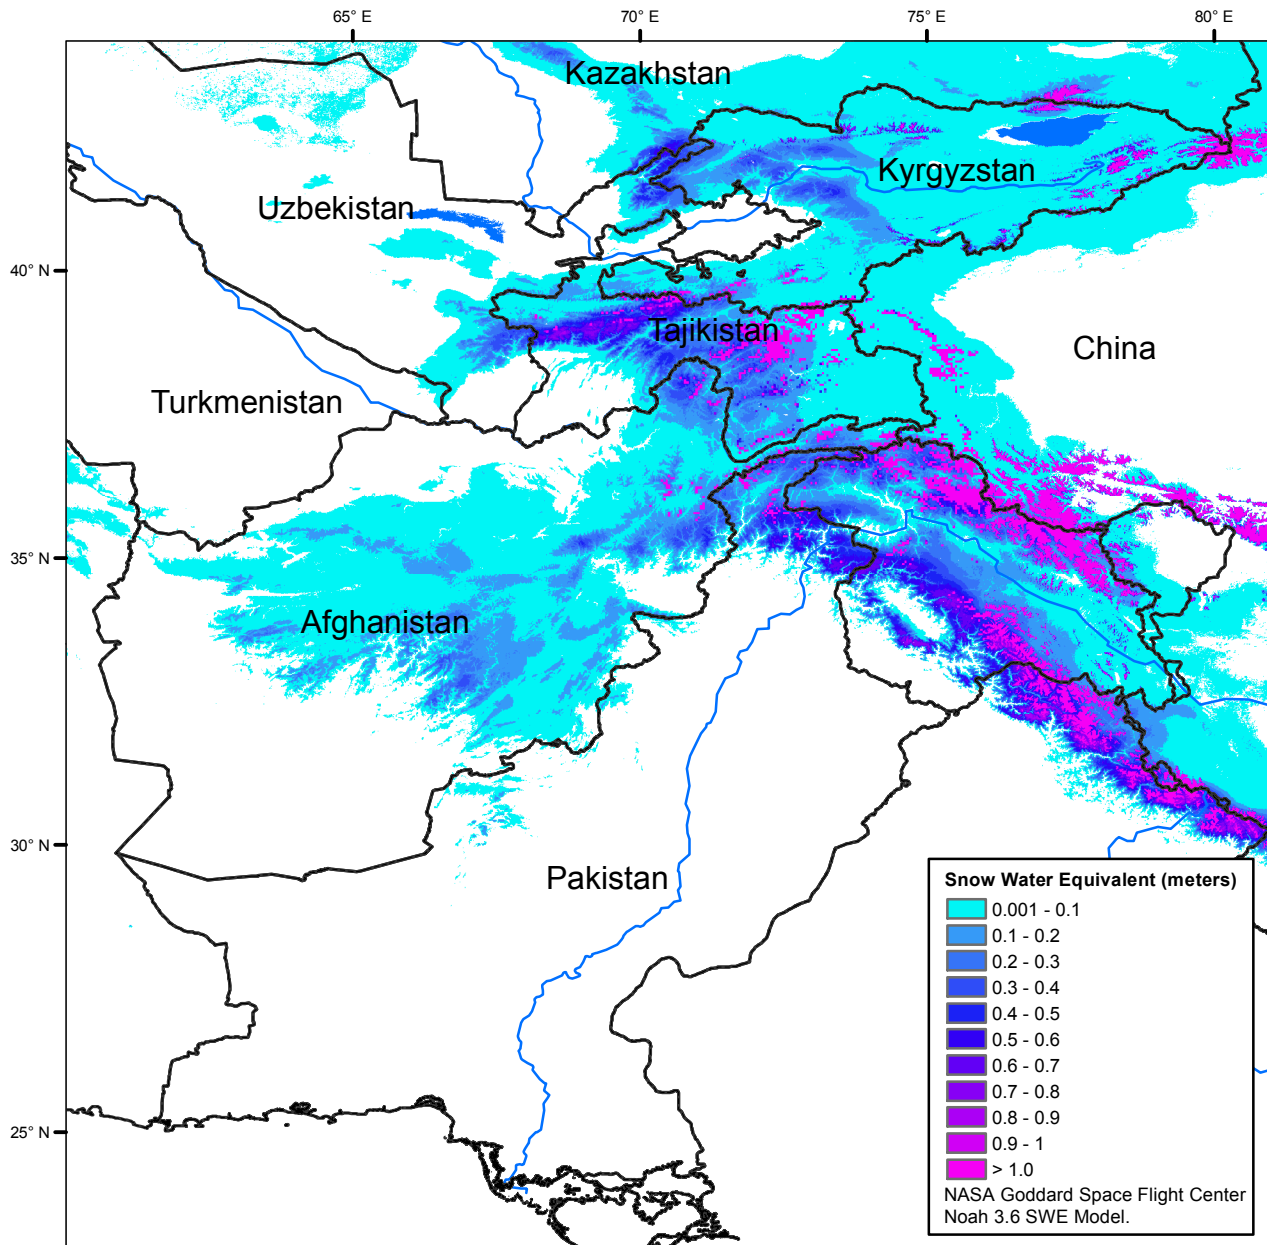 65° E
70° E
75° E
80° E
Kazakhstan
Kyrgyzstan
Uzbekistan
40° N
Tajikistan
China
Turkmenistan
35° N
Afghanistan
30° N
Pakistan
25° N
Snow Water Equivalent (meters)
0.001 - 0.1
0.1 - 0.2
0.2 - 0.3
0.3 - 0.4
0.4 - 0.5
0.5 - 0.6
0.6 - 0.7
0.7 - 0.8
0.8 - 0.9
0.9 - 1
> 1.0
NASA Goddard Space Flight Center
Noah 3.6 SWE Model.